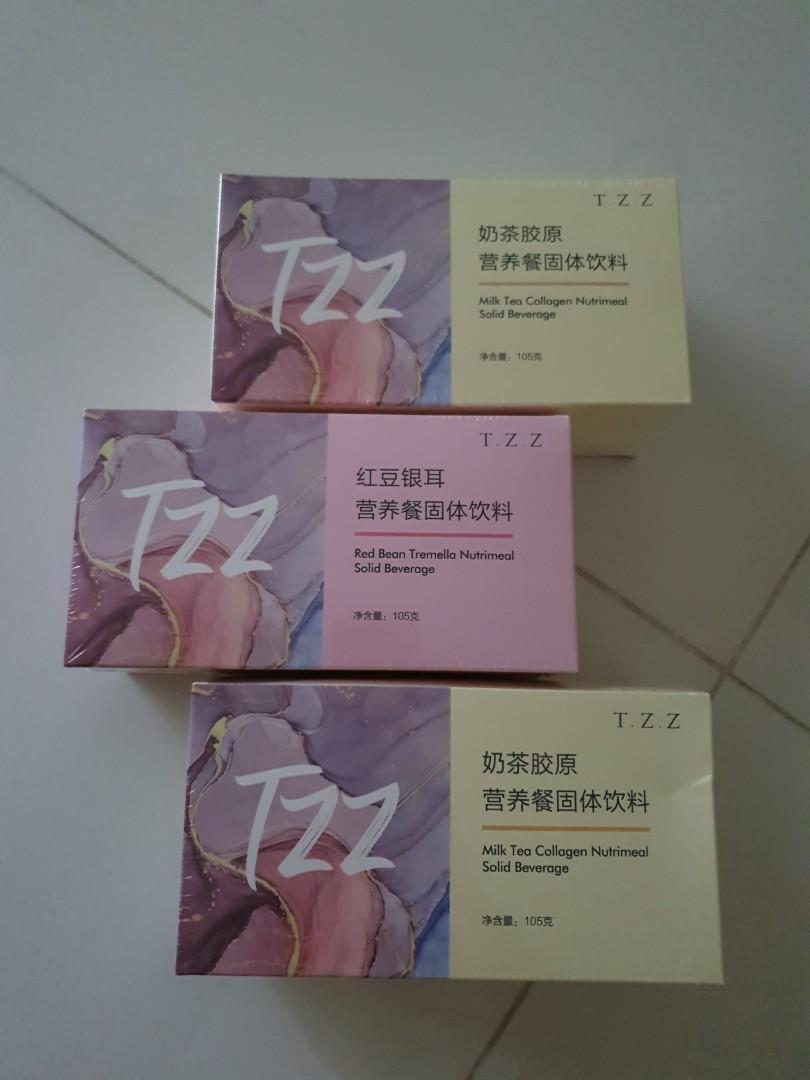 TZZ
T.Z.Z
奶茶胶原
营养餐固体饮料
Milk Tea Collagen Nutrimeal
Solid Beverage
净含量：105克
TZZ
T.Z.Z
红豆银耳
营养餐固体饮料
Red Bean Tremella Nutrimeal
Solid Beverage
净含量：105克
TZZ
T.Z.Z
奶茶胶原
营养餐固体饮料
Milk Tea Collagen Nutrimeal
Solid Beverage
净含量：105克